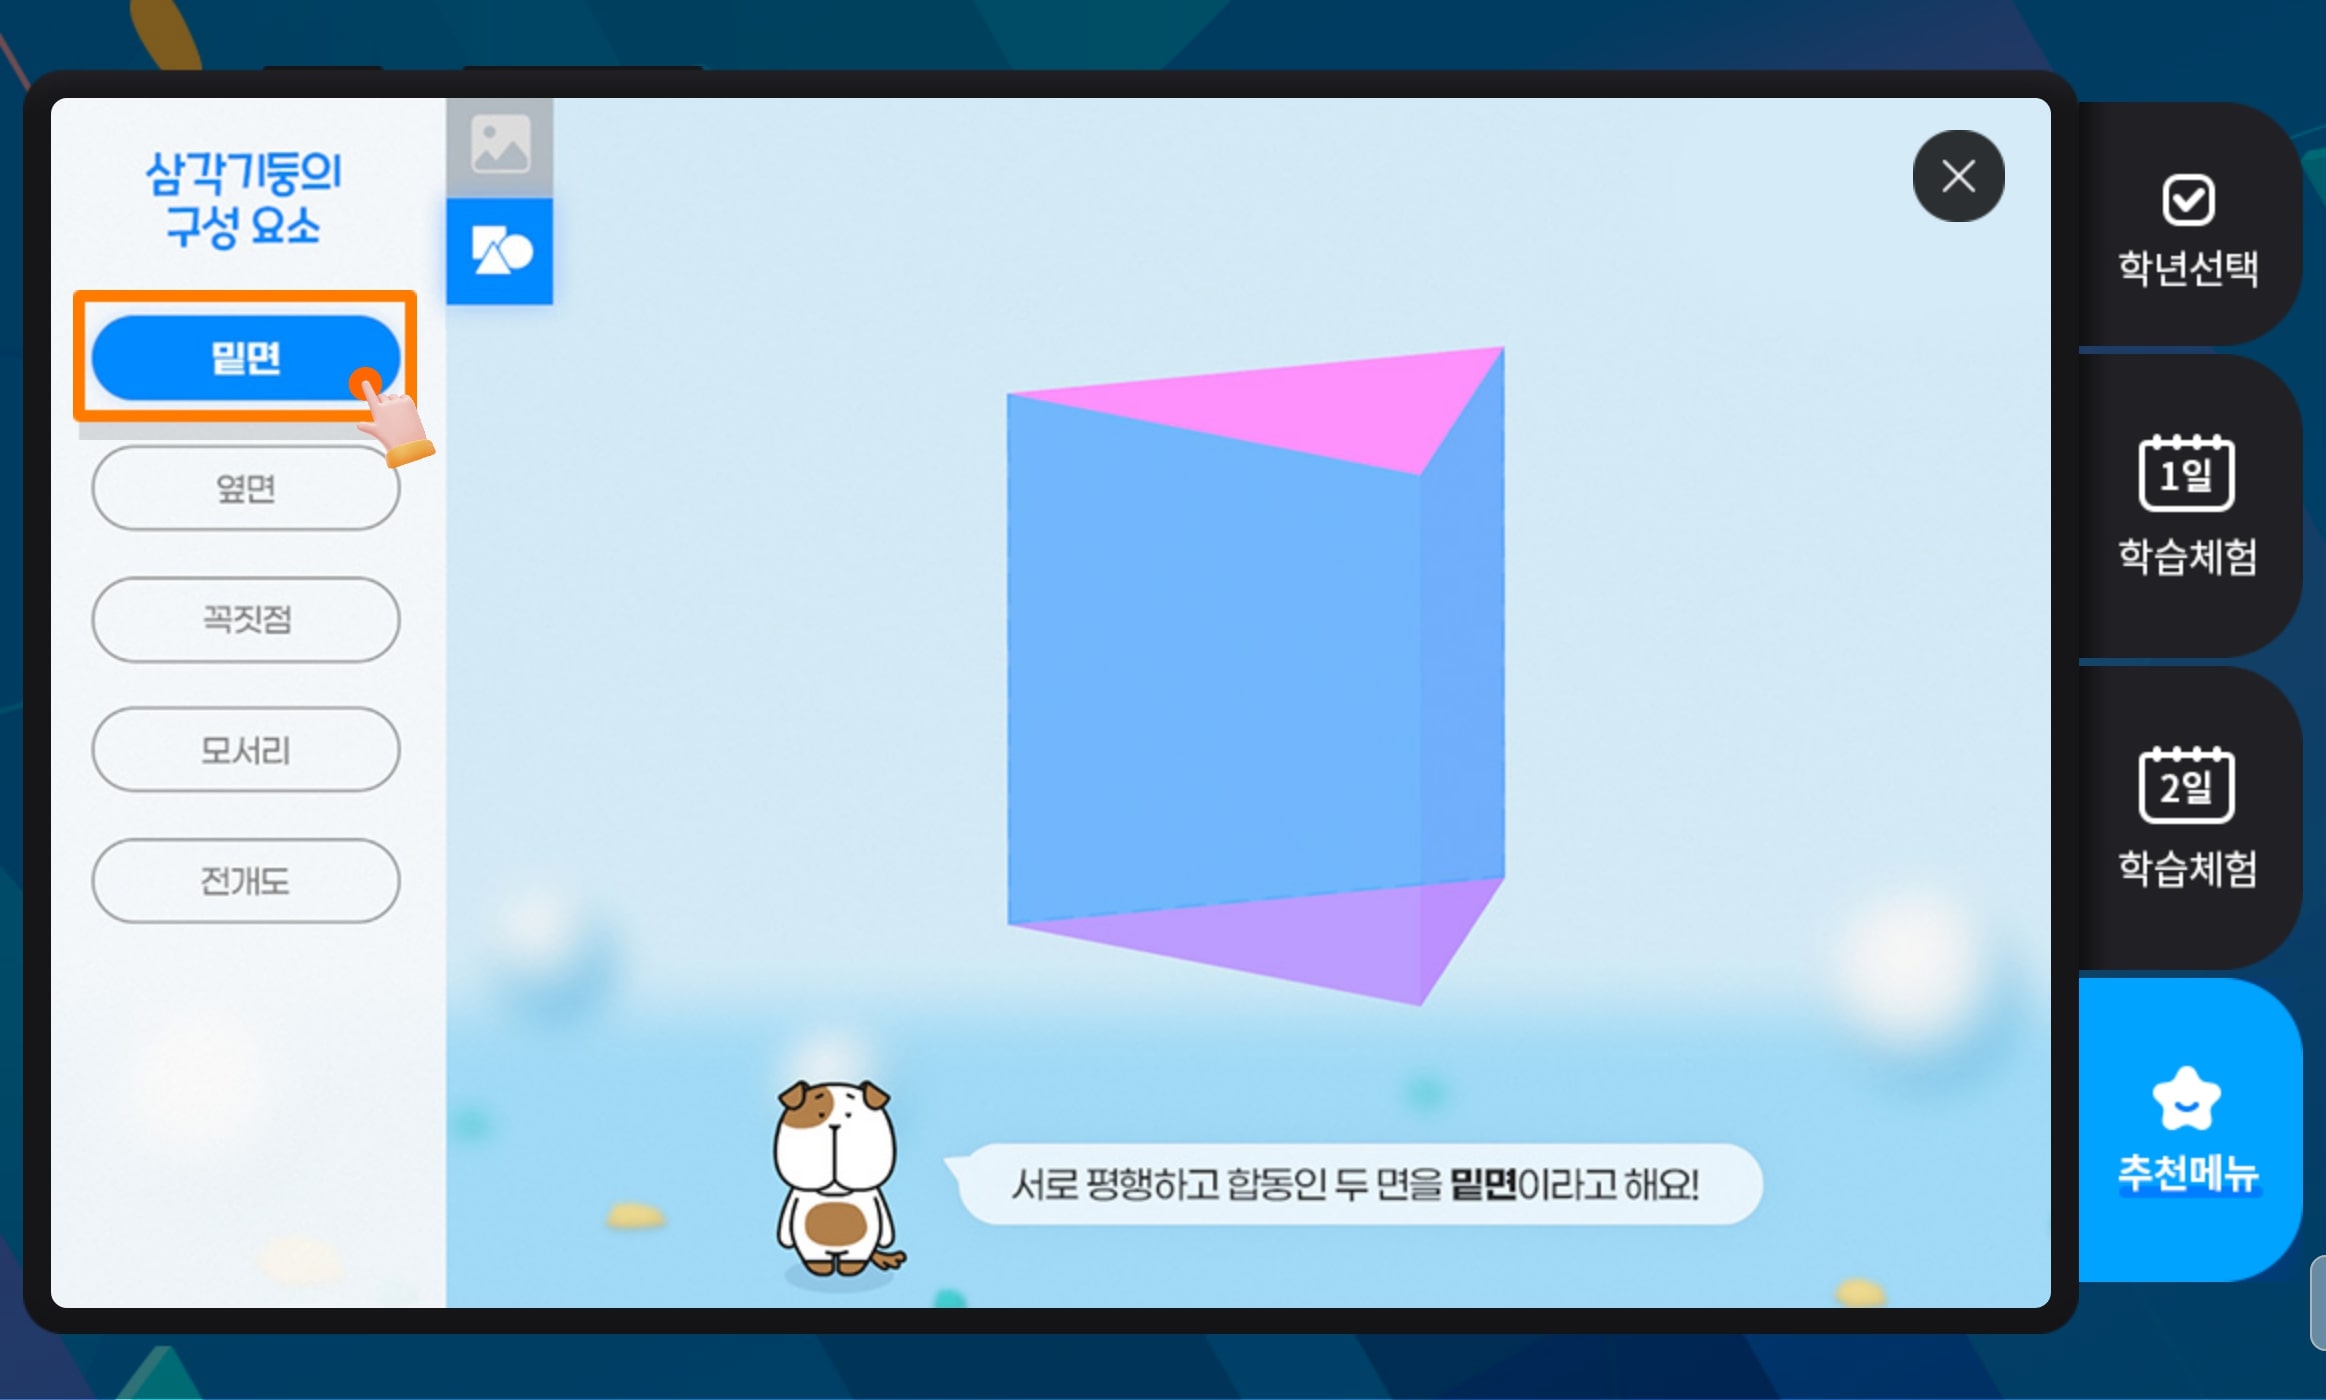 삼각기둥의
구성 요소
밑면
옆면
꼭짓점
모서리
전개도
서로 평행하고 합동인 두 면을 밑면이라고 해요!
학년선택
1일
학습체험
2일
학습체험
추천메뉴